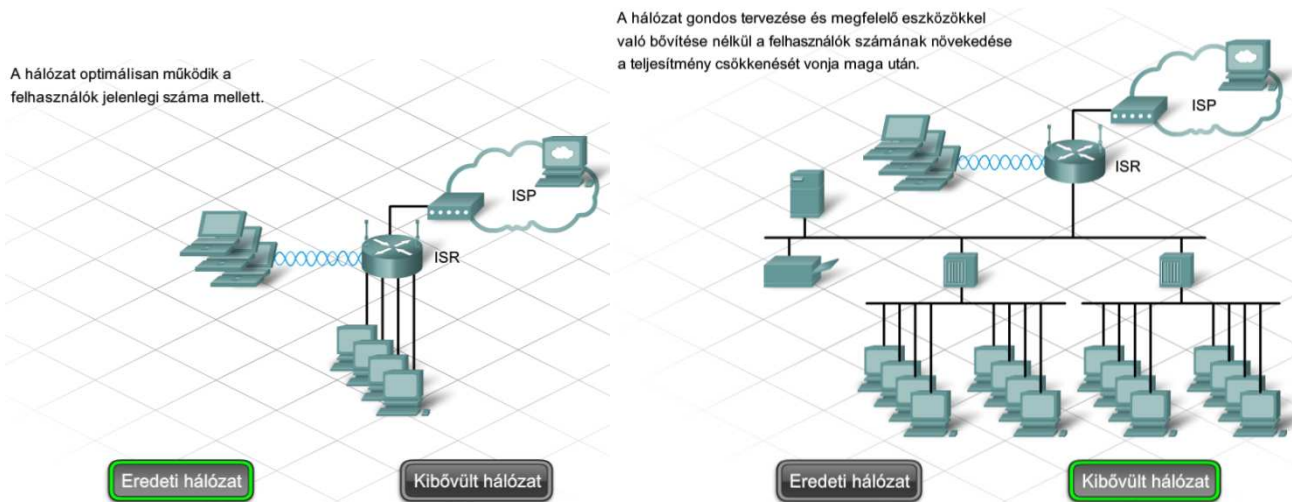 A hálózat optimálisan működik a
felhasználók jelenlegi száma mellett.
ISP
ISR
Eredeti hálózat
Kibővült hálózat
A hálózat gondos tervezése és megfelelő eszközökkel
való bővítése nélkül a felhasználók számának növekedése
a teljesítmény csökkenését vonja maga után.
ISP
ISR
Eredeti hálózat
Kibővült hálózat